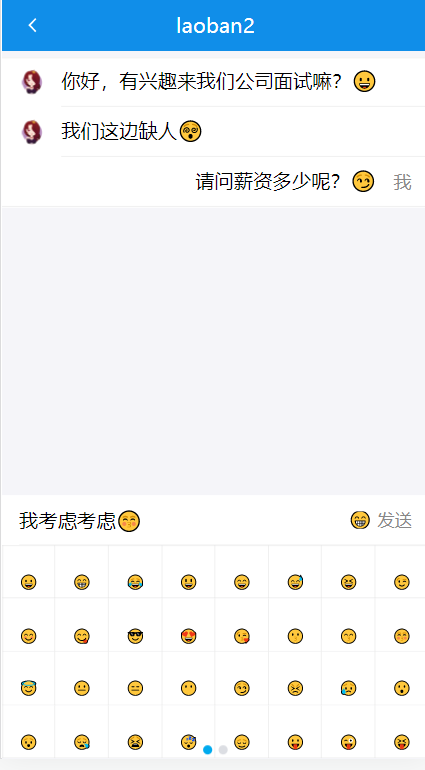 laoban2
你好，有兴趣来我们公司面试嘛？😀
我们这边缺人😵‍💫
请问薪资多少呢？😏 我
我考虑考虑😚 😁 发送